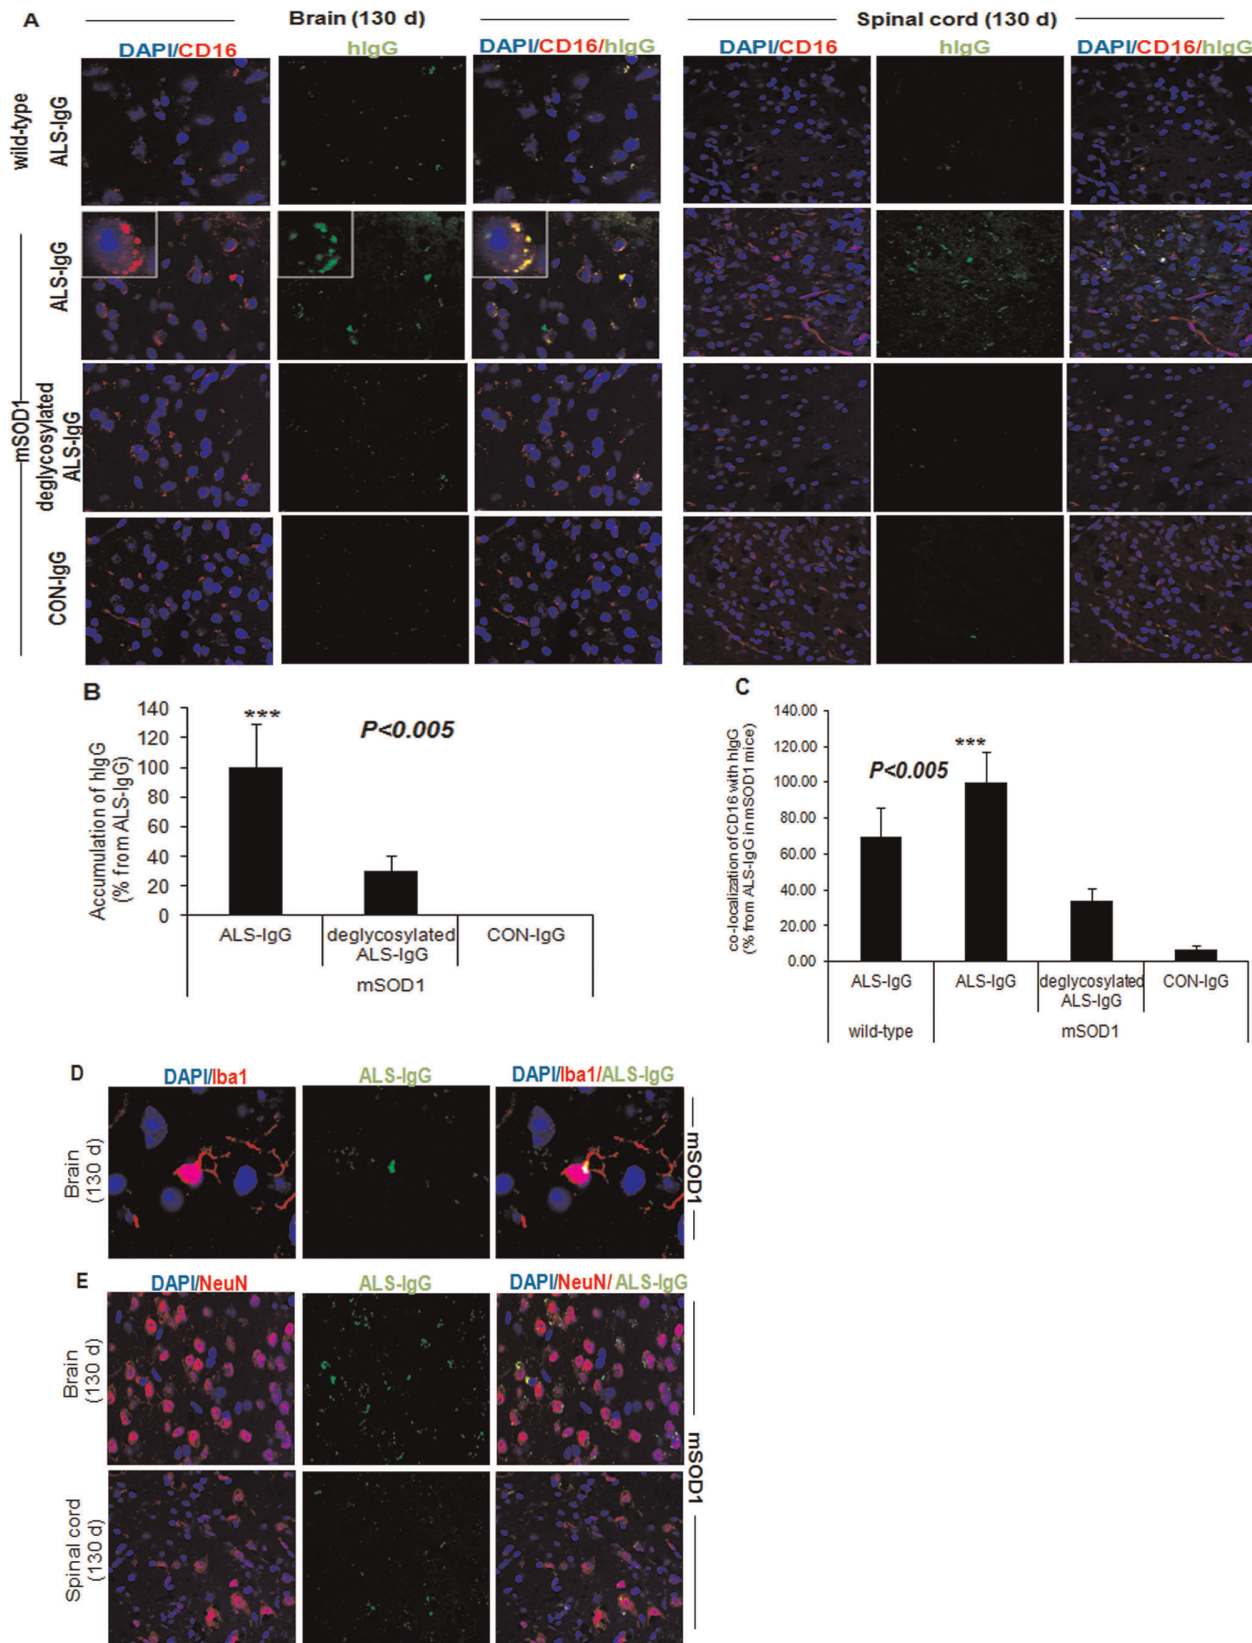 A
Brain (130 d)
Spinal cord (130 d)
DAPI/CD16
hIgG
DAPI/CD16/hIgG
DAPI/CD16
hIgG
DAPI/CD16/hIgG
wild-type
ALS-IgG
mSOD1
ALS-IgG
deglycosylated
ALS-IgG
CON-IgG
B
Accumulation of hIgG
(% from ALS-IgG)
140
120
100
80
60
40
20
0
***
P<0.005
ALS-IgG
deglycosylated
ALS-IgG
CON-IgG
mSOD1
C
co-localization of CD16 with hIgG
(% from ALS-IgG in mSOD1 mice)
140.00
120.00
100.00
80.00
60.00
40.00
20.00
0.00
***
P<0.005
ALS-IgG
ALS-IgG
deglycosylated
ALS-IgG
CON-IgG
wild-type
mSOD1
D
DAPI/Iba1
ALS-IgG
DAPI/Iba1/ALS-IgG
Brain
(130 d)
mSOD1
E
DAPI/NeuN
ALS-IgG
DAPI/NeuN/ ALS-IgG
Brain
(130 d)
Spinal cord
(130 d)
mSOD1